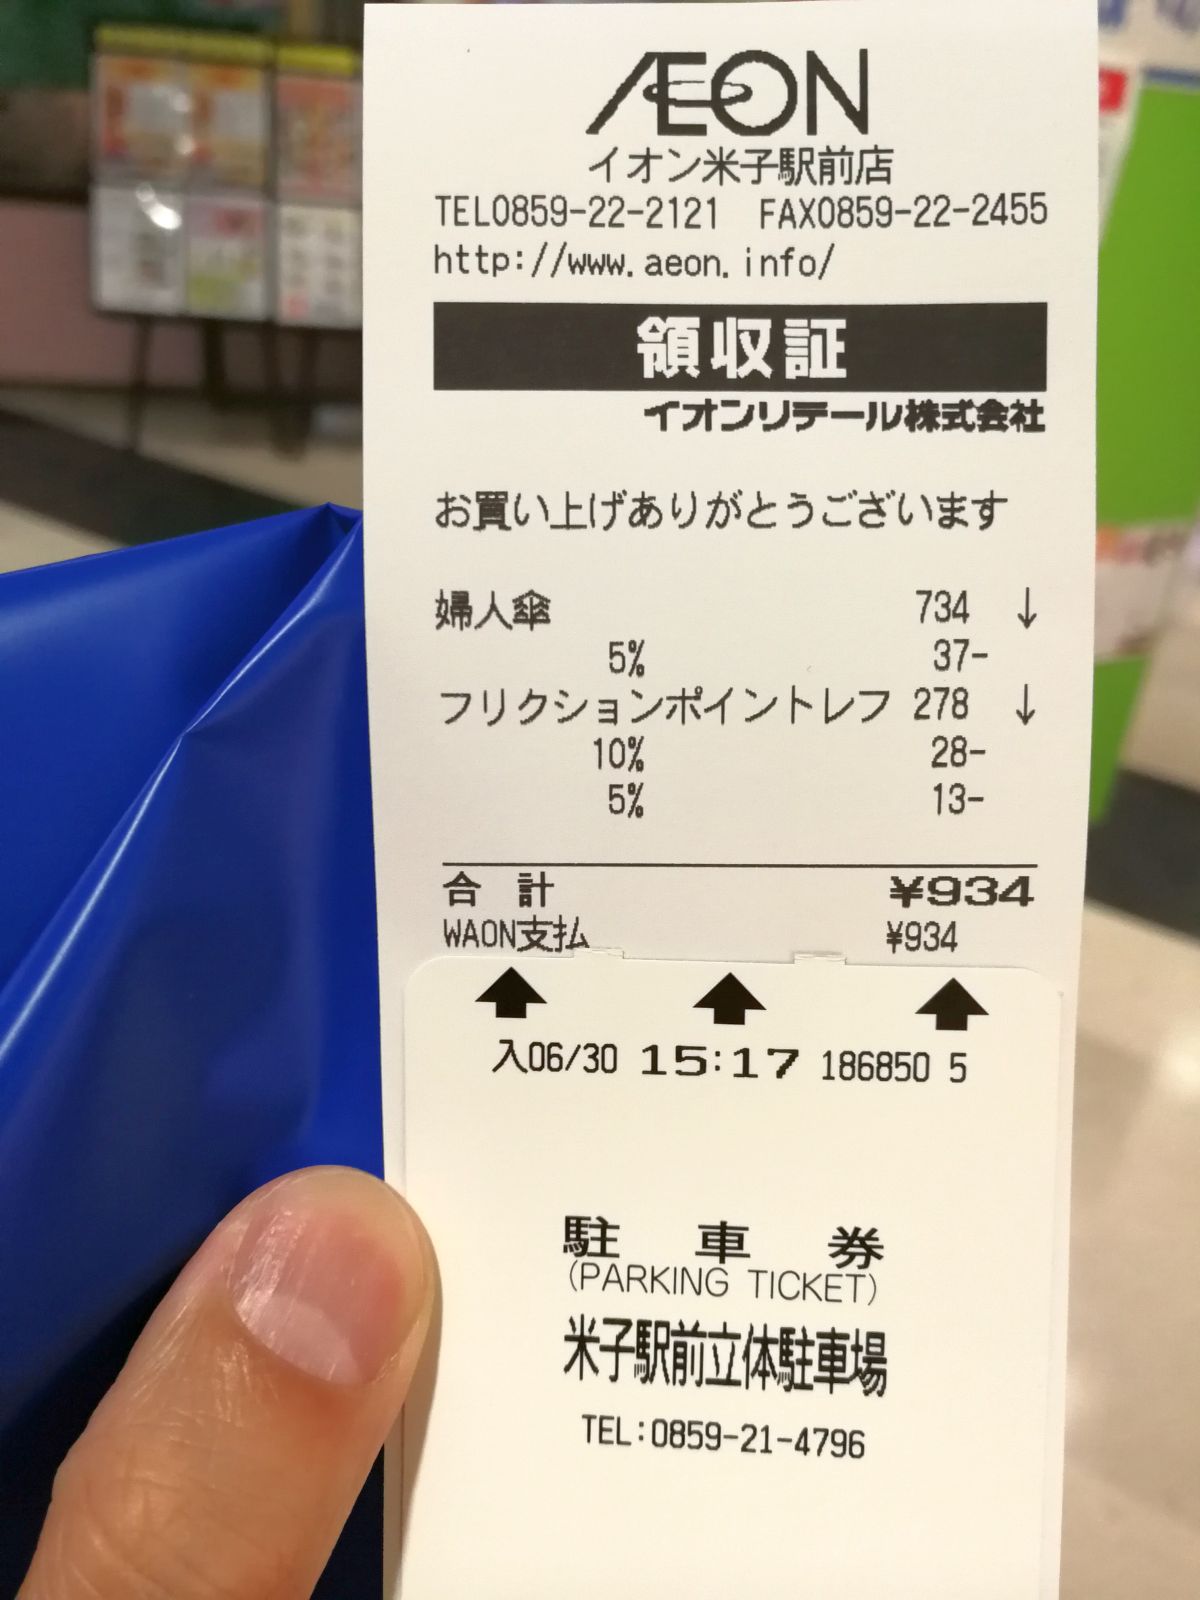 ÆON
イオン米子駅前店
TEL0859-22-2121 FAX0859-22-2455
http://www.aeon.info/
領収証
イオンリテール株式会社
お買い上げありがとうございます
婦人傘 734 ↓
5% 37-
フリクションポイントレフ 278 ↓
10% 28-
5% 13-
合 計 ¥934
WAON支払 ¥934
入06/30 15:17 186850 5
駐 車 券
(PARKING TICKET)
米子駅前立体駐車場
TEL:0859-21-4796